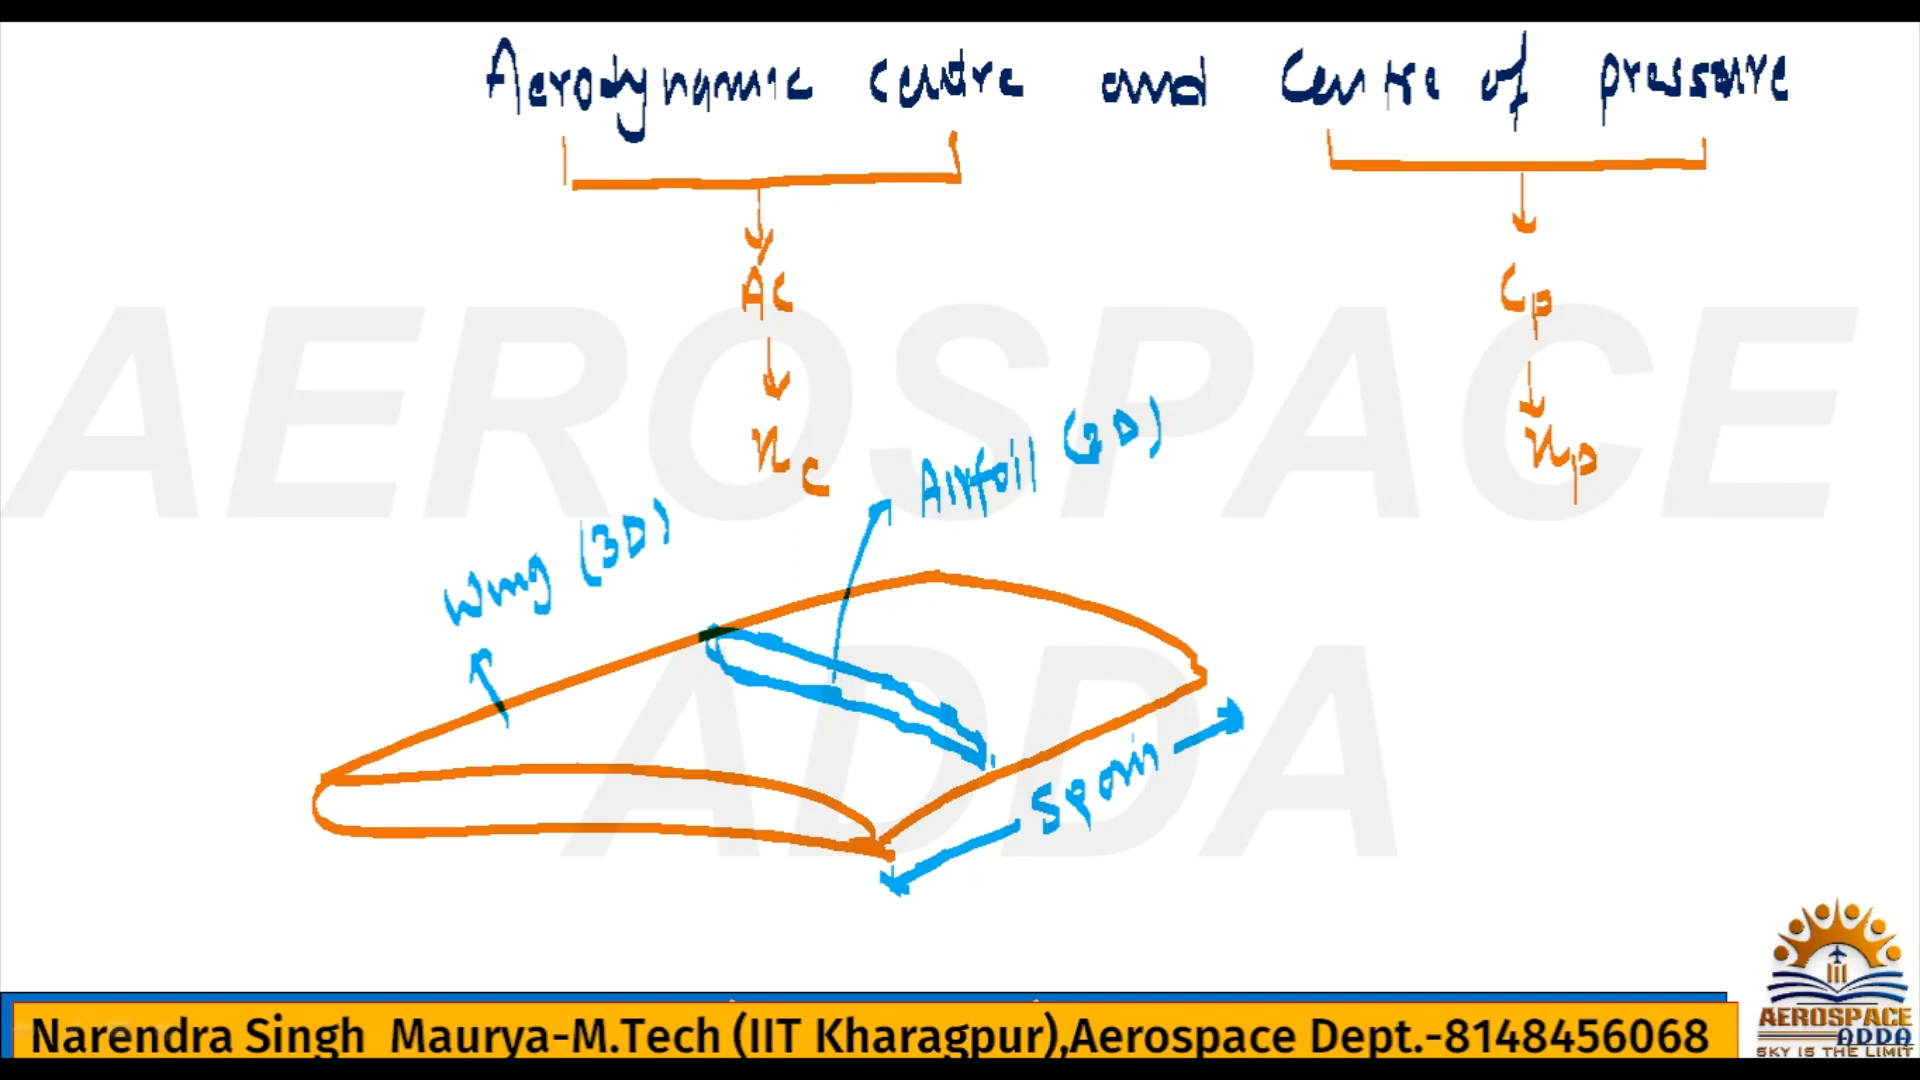 Aerodynamic centre and Centre of pressure
AC
Cp
xc
xp
Airfoil (2D)
Wing (3D)
Span
AEROSPACE
ADDA
Narendra Singh Maurya-M.Tech (IIT Kharagpur),Aerospace Dept.-8148456068
AEROSPACE
ADDA
SKY IS THE LIMIT